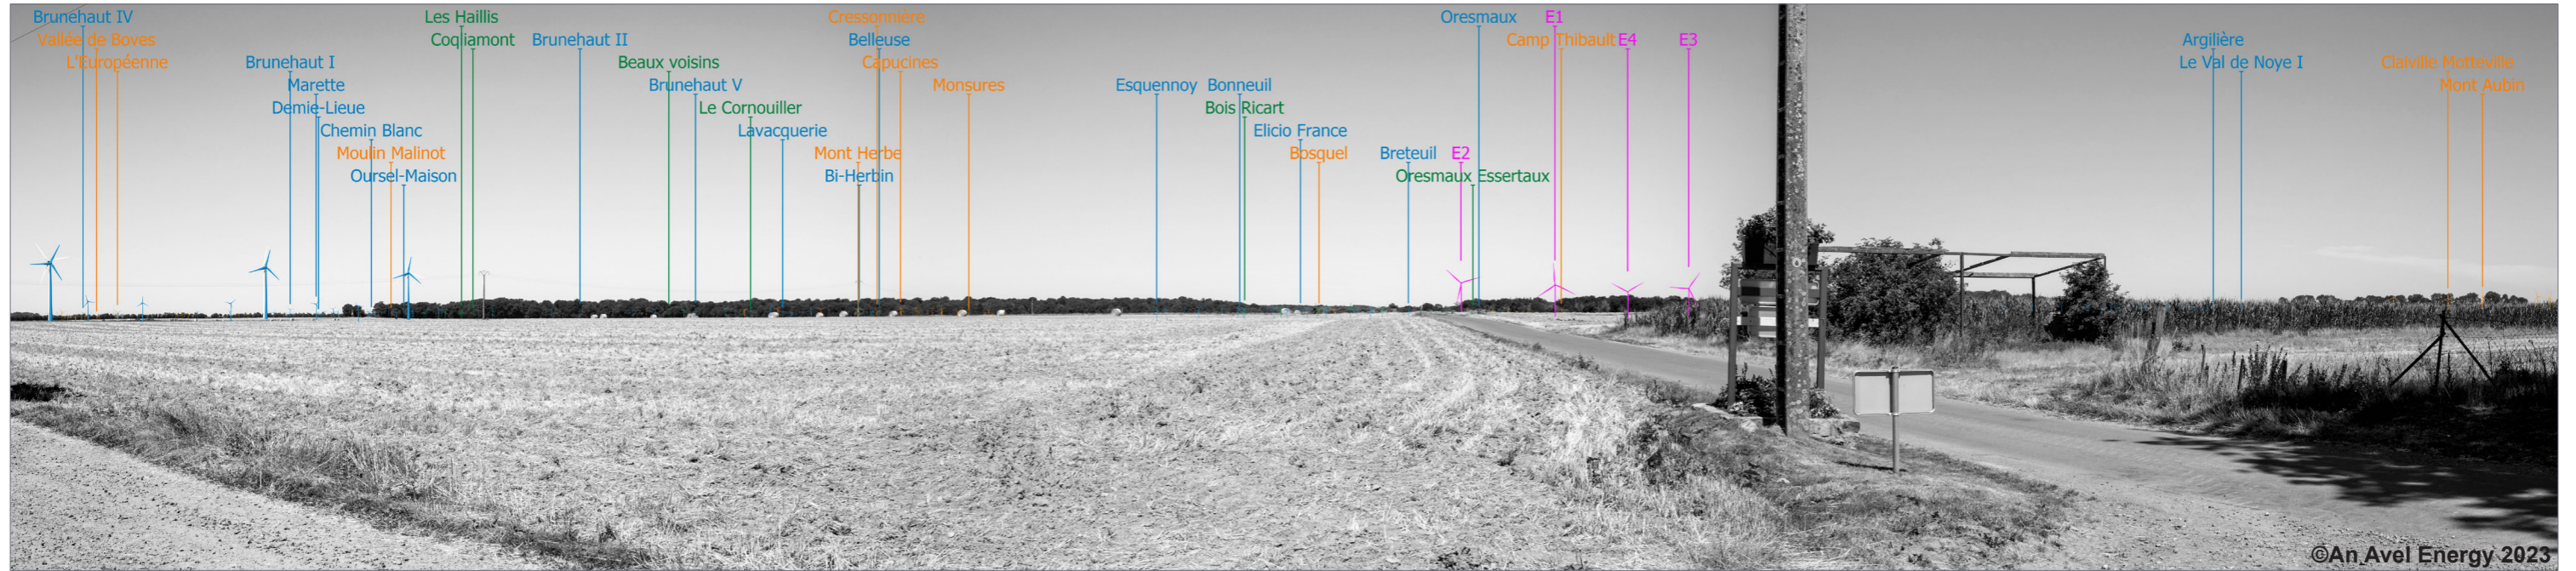 Brunehaut IV
Les Haillis
Cressonnière
Oresmaux
E1
Vallée de Boves
Coqliamont
Brunehaut II
Belleuse
Camp Thibault
E4
E3
Argilière
L'Européenne
Brunehaut I
Beaux voisins
Capucines
Le Val de Noye I
Claiville Motteville
Marette
Brunehaut V
Monsures
Esquennoy
Bonneuil
Mont Aubin
Demie-Lieue
Le Cornouiller
Bois Ricart
Chemin Blanc
Lavacquerie
Elicio France
Moulin Malinot
Mont Herbe
Bosquel
Breteuil
E2
Oursel-Maison
Bi-Herbin
Oresmaux Essertaux
©An Avel Energy 2023